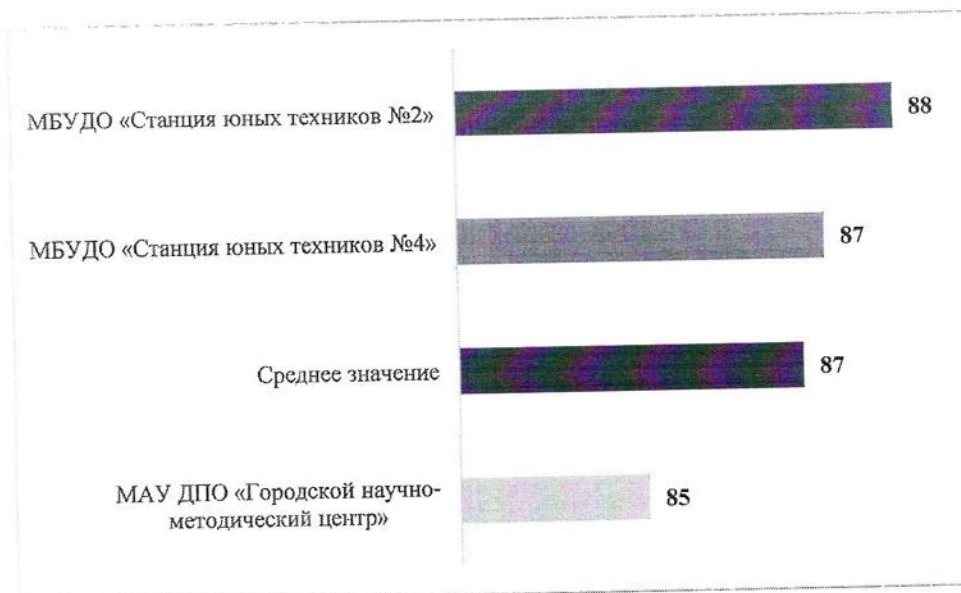 МБУДО «Станция юных техников №2»
88
МБУДО «Станция юных техников №4»
87
Среднее значение
87
МАУ ДПО «Городской научно-
методический центр»
85